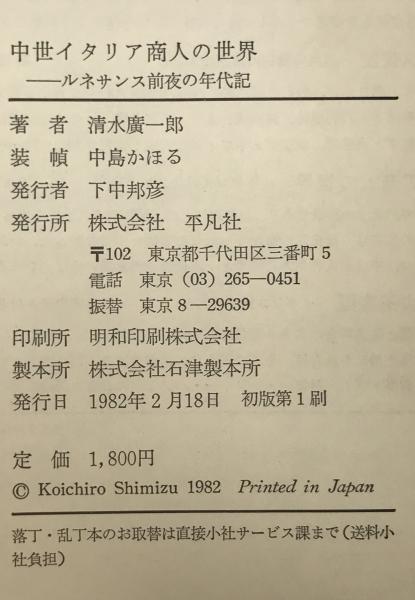 中世イタリア商人の世界
——ルネサンス前夜の年代記
著　者　清水廣一郎
装　幀　中島かほる
発行者　下中邦彦
発行所　株式会社　平凡社
〒102　東京都千代田区三番町5
電話　東京（03）265—0451
振替　東京8—29639
印刷所　明和印刷株式会社
製本所　株式会社石津製本所
発行日　1982年2月18日　初版第1刷
定　価　1,800円
© Koichiro Shimizu 1982　Printed in Japan
落丁・乱丁本のお取替は直接小社サービス課まで（送料小
社負担）